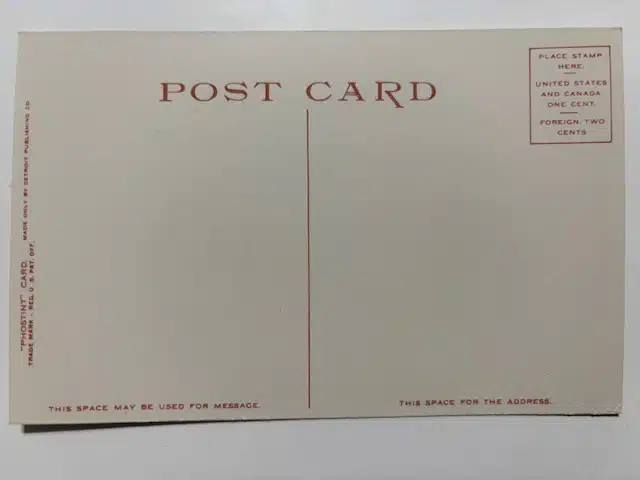 POST CARD
PLACE STAMP
HERE.
UNITED STATES
AND CANADA
ONE CENT.
FOREIGN, TWO
CENTS
"PHOSTINT" CARD. MADE ONLY BY DETROIT PUBLISHING CO.
TRADE MARK - REG. U. S. PAT. OFF.
THIS SPACE MAY BE USED FOR MESSAGE.
THIS SPACE FOR THE ADDRESS.